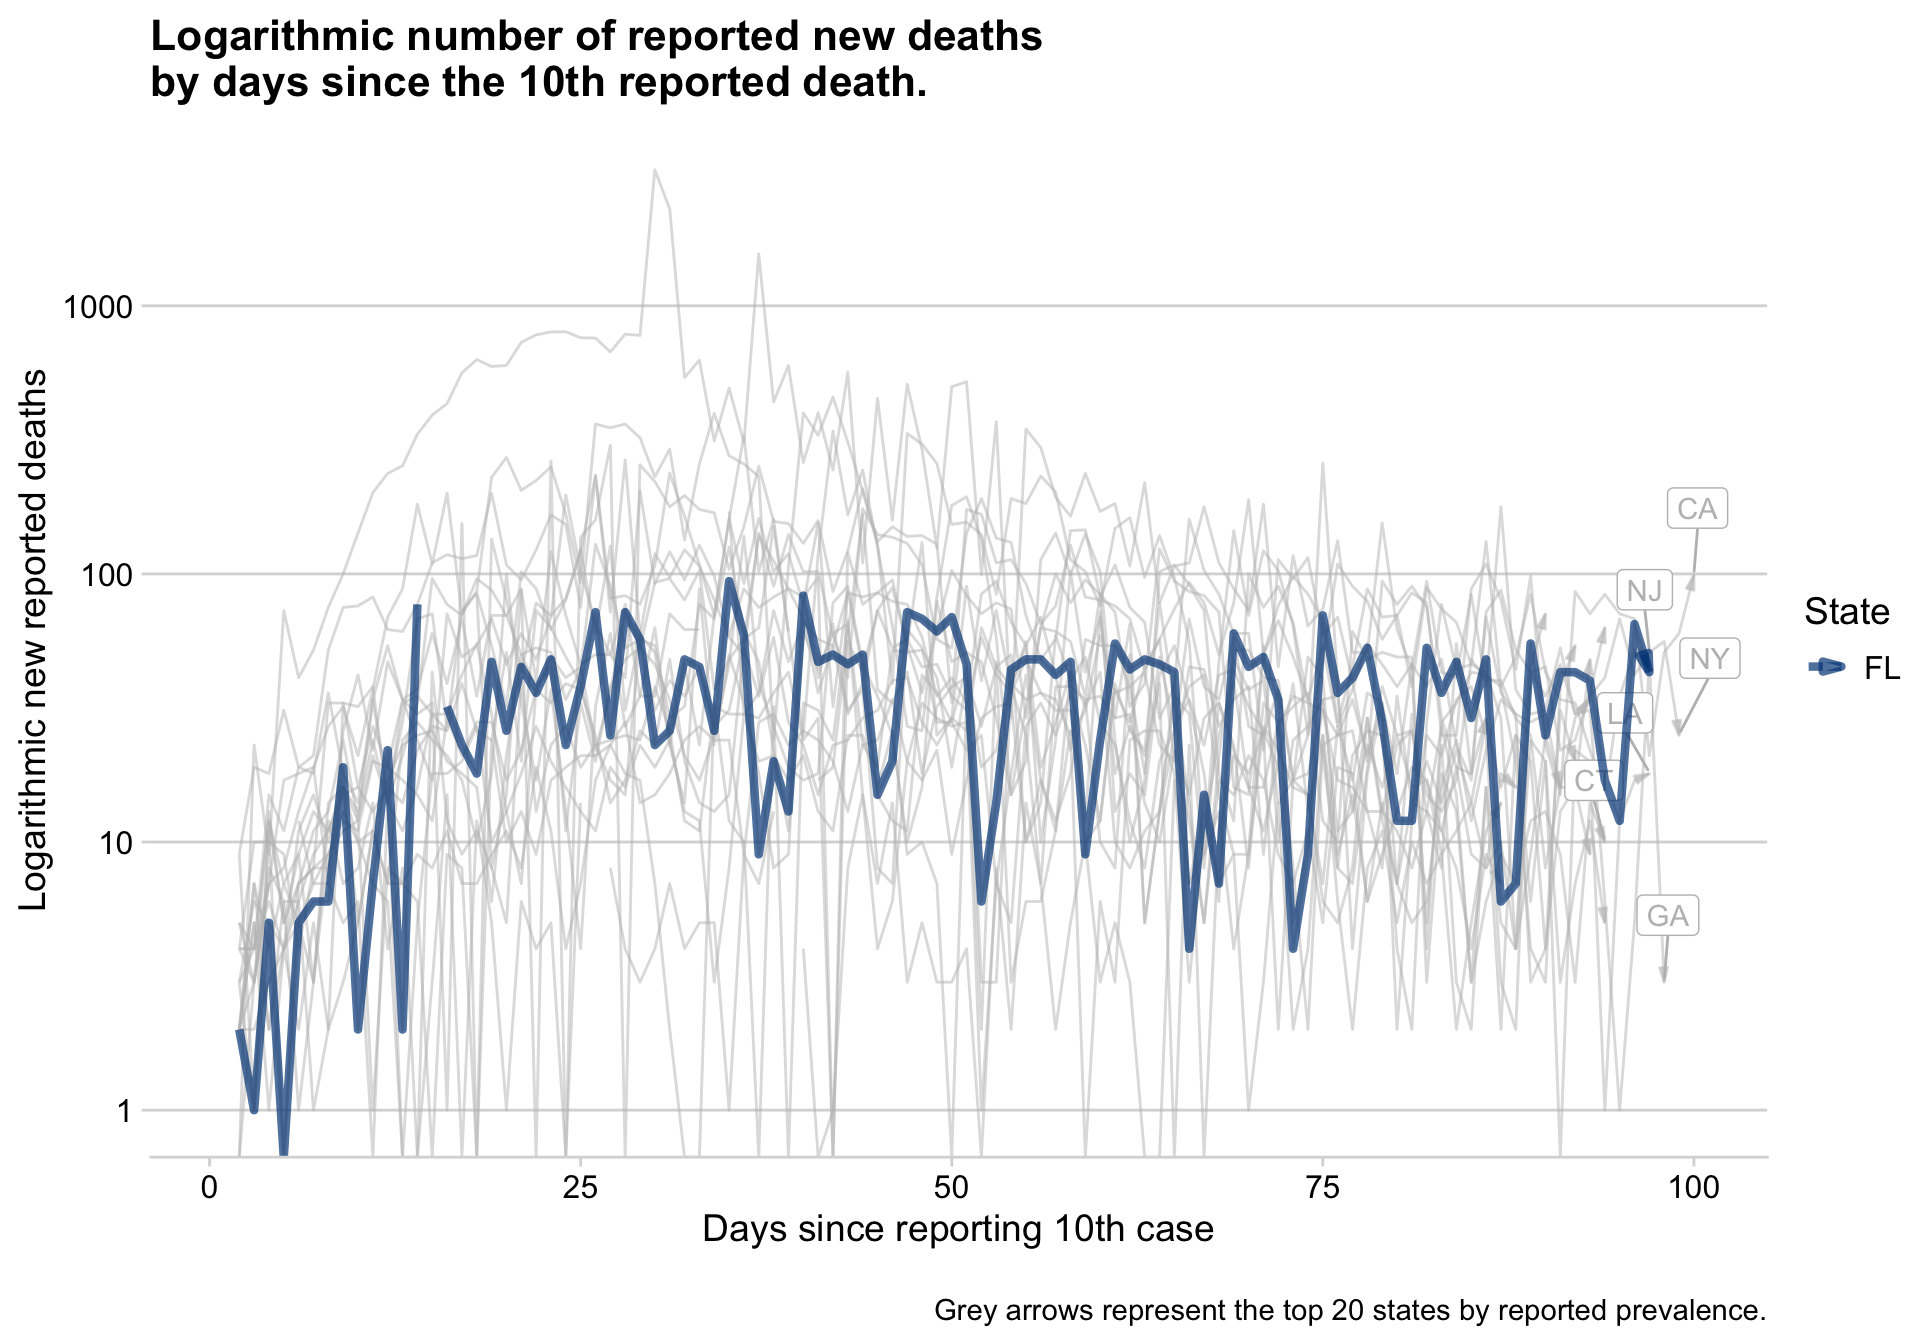 Logarithmic number of reported new deaths
by days since the 10th reported death.
Logarithmic new reported deaths
1000
100
10
1
CA
NJ
NY
LA
CT
GA
State
FL
0
25
50
75
100
Days since reporting 10th case
Grey arrows represent the top 20 states by reported prevalence.